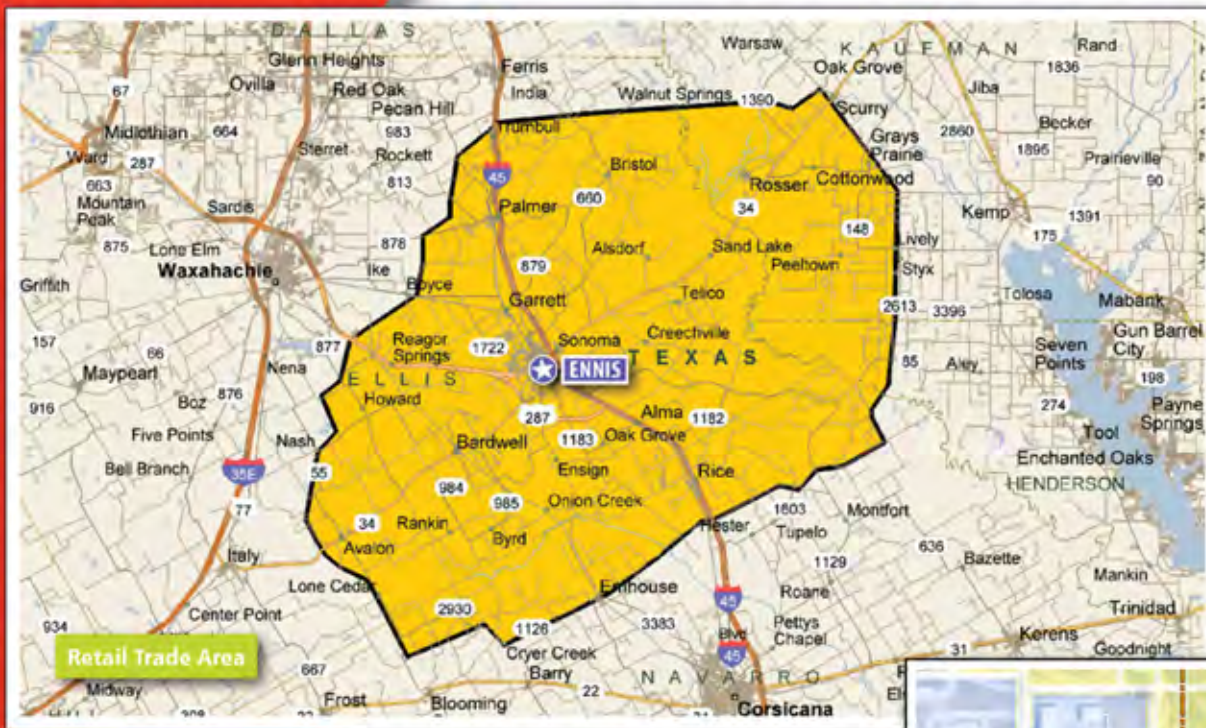 DALLAS
Warsaw
KAUFMAN
Rand
Glenn Heights
Ferris
Oak Grove
1836
67
Ovilla
Red Oak
India
Walnut Springs
1390
Jiba
Pecan Hill
Scurry
Midlothian
664
983
Trumbull
Becker
Ward
Sterret
Rockett
Grays
Prairie
2860
1895
287
45
Bristol
Prairieville
663
813
Rosser
Cottonwood
90
Mountain
Peak
Sardis
Palmer
660
34
Kemp
1391
875
Lone Elm
878
Alsdorf
Sand Lake
148
Lively
175
Waxahachie
Ike
879
Peeltown
Styx
Griffith
Boyce
Garrett
Telico
Tolosa
Mabank
2613
3396
157
877
Reagor
Springs
1722
Sonoma
Creechville
Seven
Points
Gun Barrel
City
66
ENNIS
TEXAS
85
Aley
Maypearl
Nena
ELLIS
198
916
Boz
876
Howard
287
Alma
1182
274
Payne
Springs
Five Points
Nash
Bardwell
1183
Oak Grove
Tool
Bell Branch
35E
55
Ensign
Rice
Enchanted Oaks
984
985
Onion Creek
HENDERSON
77
34
Rankin
Hester
1603
Montfort
Italy
Avalon
Byrd
Tupelo
636
Bazette
Lone Cedar
Emhouse
1129
Mankin
Center Point
2930
45
Roane
Trinidad
934
1126
3383
Pettys
Chapel
Kerens
Retail Trade Area
Cryer Creek
Blvd
45
31
Goodnight
667
Barry
NAVARRO
Midway
Frost
Blooming
22
Corsicana